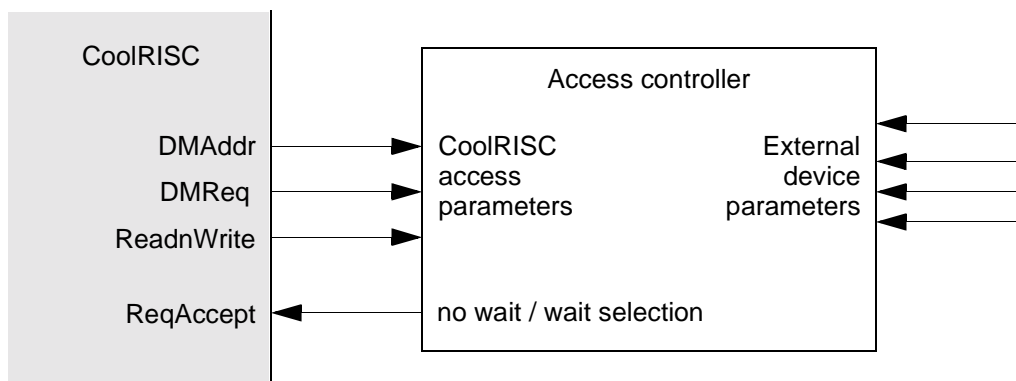 CoolRISC
Access controller
DMAddr
CoolRISC
External
access
device
DMReq
parameters
parameters
ReadnWrite
ReqAccept
no wait / wait selection